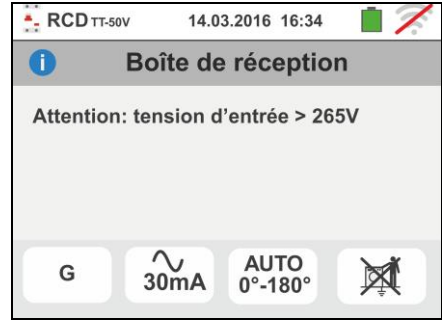 RCD TT-50V 14.03.2016 16:34
i Boîte de réception
Attention: tension d’entrée > 265V
G 30mA AUTO 0°-180°